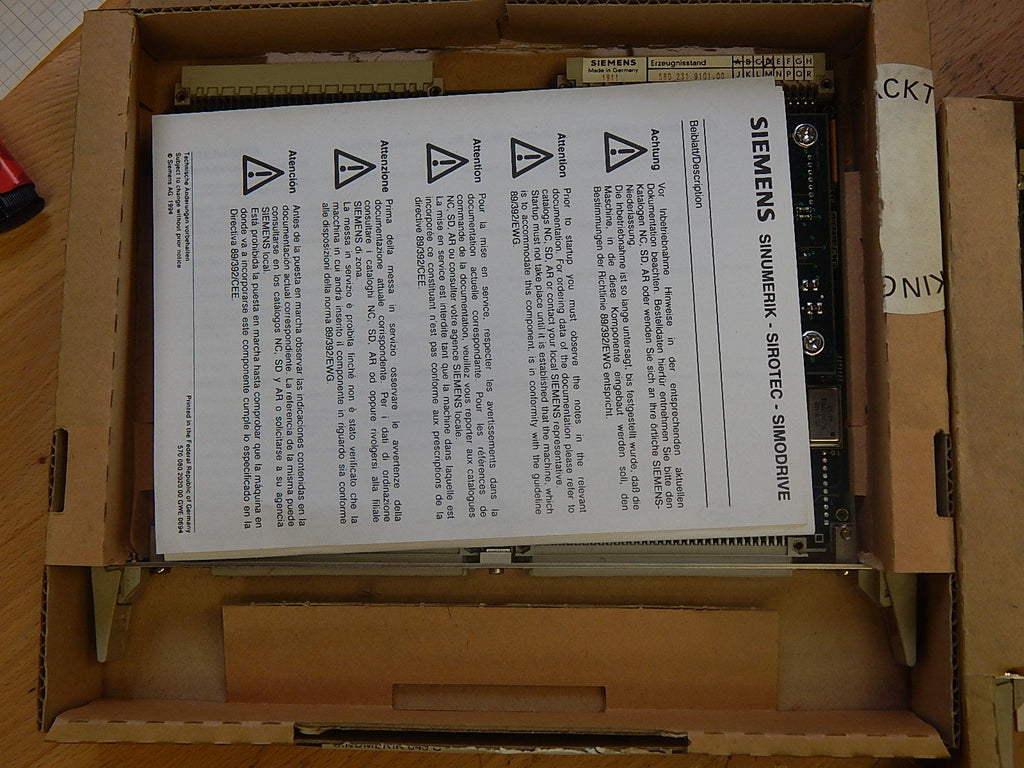 SIEMENS
Made in Germany
1911
Erzeugnisstand
A B C D E F G H
J K L M N P Q R
580 231 9101.00
SIEMENS SINUMERIK - SIROTEC - SIMODRIVE
Beiblatt/Description
Achtung
Vor Inbetriebnahme Hinweise in der entsprechenden aktuellen
Dokumentation beachten. Bestelldaten hierfür entnehmen Sie bitte den
Katalogen NC, SD, AR oder wenden Sie sich an Ihre örtliche SIEMENS-
Niederlassung.
Die Inbetriebnahme ist so lange untersagt, bis festgestellt wurde, daß die
Maschine, in die diese Komponente eingebaut werden soll, den
Bestimmungen der Richtlinie 89/392/EWG entspricht.
Attention
Prior to startup you must observe the notes in the relevant
documentation. For ordering data of the documentation please refer to
catalogs NC, SD, AR or contact your local SIEMENS representative
Startup must not take place until it is established that the machine, which
is to accommodate this component, is in conformity with the guideline
89/392/EWG.
Attention
Pour la mise en service, respecter les avertissements dans la
documentation actuelle correspondante. Pour les références de
commande de la documentation, veuillez vous reporter aux catalogues
NC, SD, AR ou consulter votre agence SIEMENS locale.
La mise en service est interdite tant que la machine dans laquelle est
incorporée ce constituant n'est pas conforme aux prescriptions de la
directive 89/392/CEE.
Attenzione
Prima della messa in servizio osservare le avvertenze della
documentazione attuale corrispondente. Per i dati di ordinazione
consultare i cataloghi NC, SD, AR od oppure rivolgersi alla filiale
SIEMENS di zona.
La messa in servizio è proibita finché non è stato verificato che la
macchina in cui andrà inserito il componente in riguardo sia conforme
alle disposizioni della norma 89/392/EWG.
Atención
Antes de la puesta en marcha observar las indicaciones contenidas en la
documentación actual correspondiente. La referencia de la misma puede
consultarse en los catálogos NC, SD y AR o solicitarse a su agencia
SIEMENS local.
Está prohibida la puesta en marcha hasta comprobar que la máquina en
donde va a incorporarse este componente cumple lo especificado en la
Directiva 89/392/CEE.
Technische Änderungen vorbehalten
Subject to change without prior notice
© Siemens AG 1994
Printed in the Federal Republic of Germany
570 060 2020.00 GWE 0694
ACKT
KING